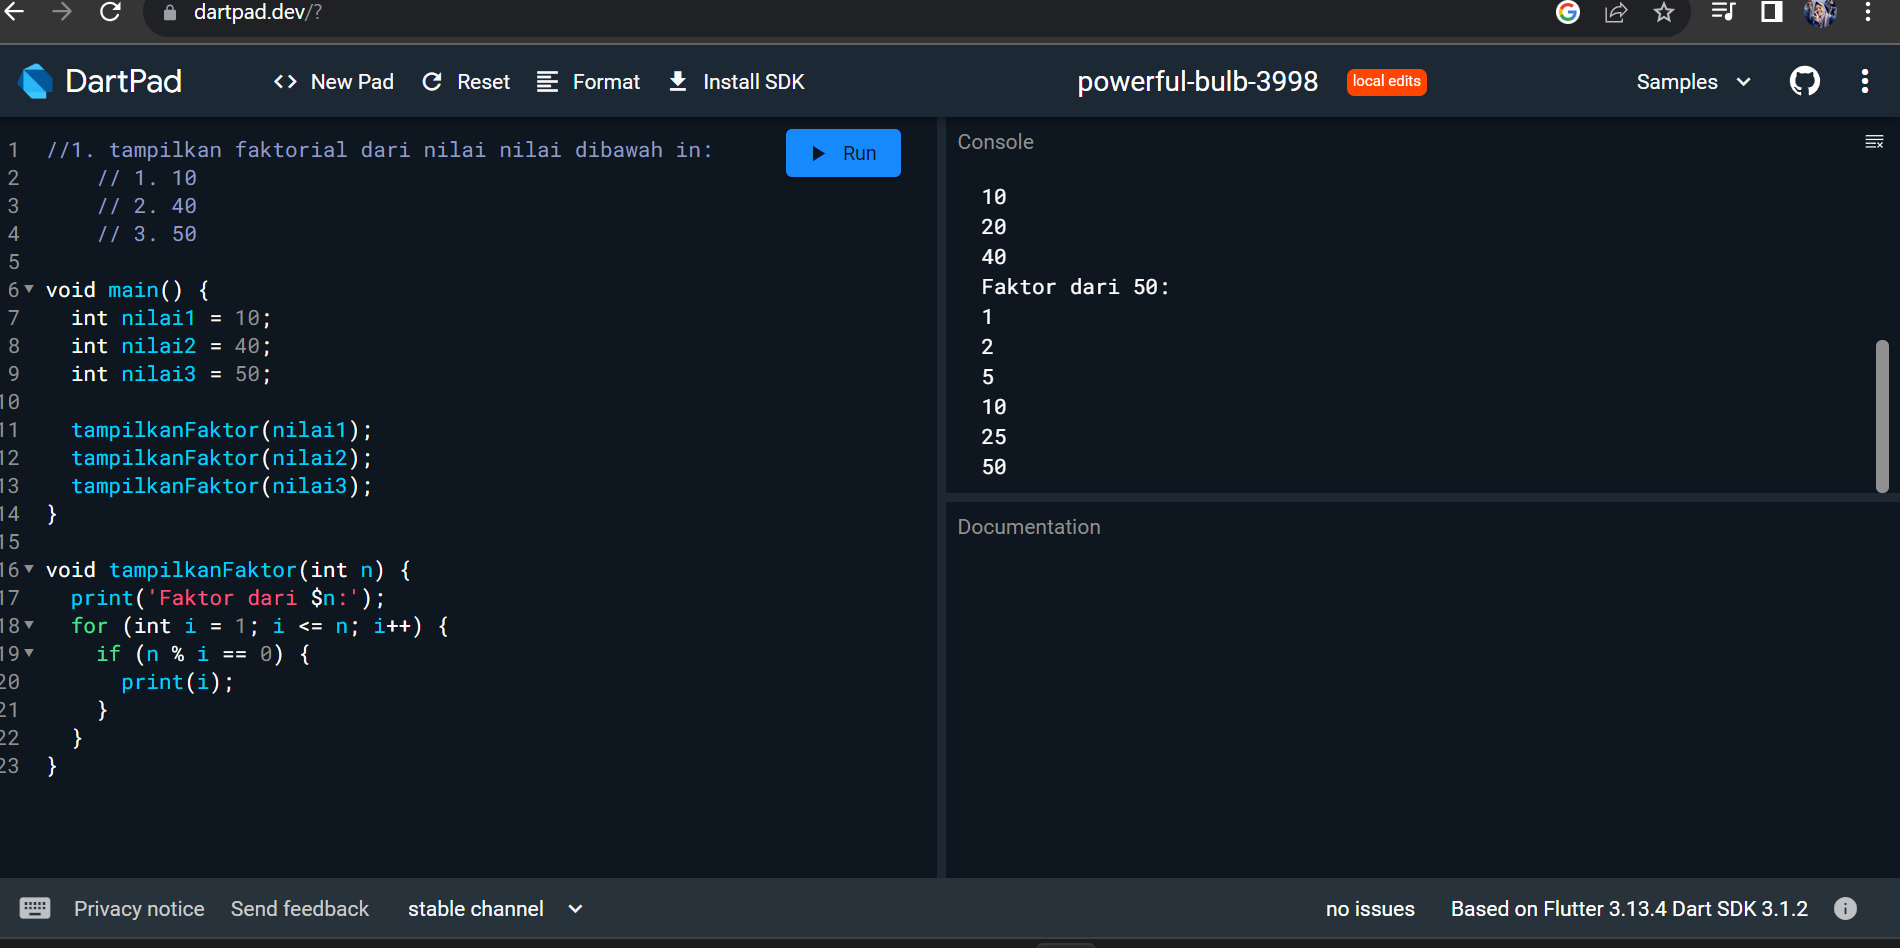 dartpad.dev/?
DartPad
<> New Pad
Reset
Format
Install SDK
powerful-bulb-3998
local edits
Samples
1 //1. tampilkan faktorial dari nilai nilai dibawah in:
2     // 1. 10
3     // 2. 40
4     // 3. 50
5
6 void main() {
7   int nilai1 = 10;
8   int nilai2 = 40;
9   int nilai3 = 50;
10
11   tampilkanFaktor(nilai1);
12   tampilkanFaktor(nilai2);
13   tampilkanFaktor(nilai3);
14 }
15
16 void tampilkanFaktor(int n) {
17   print('Faktor dari $n:');
18   for (int i = 1; i <= n; i++) {
19     if (n % i == 0) {
20       print(i);
21     }
22   }
23 }
Run
Console
10
20
40
Faktor dari 50:
1
2
5
10
25
50
Documentation
Privacy notice
Send feedback
stable channel
no issues
Based on Flutter 3.13.4 Dart SDK 3.1.2